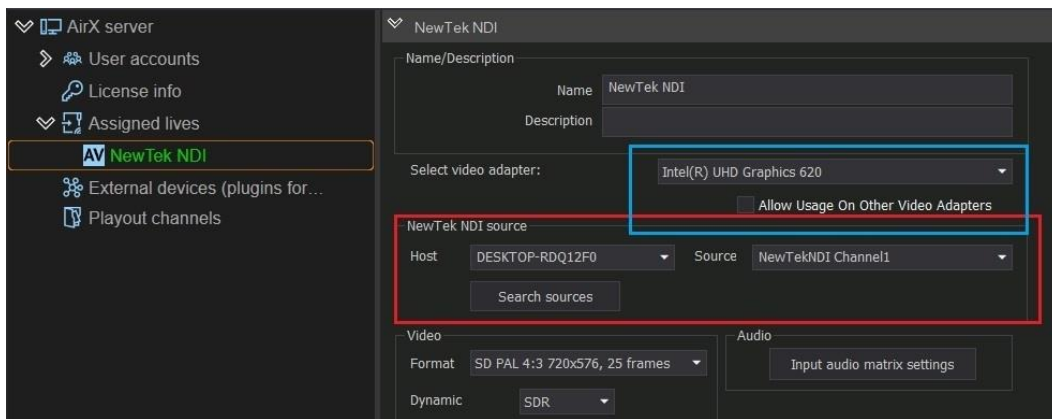 AirX server
User accounts
License info
Assigned lives
AV NewTek NDI
External devices (plugins for...
Playout channels
NewTek NDI
Name/Description
Name NewTek NDI
Description
Select video adapter: Intel(R) UHD Graphics 620
Allow Usage On Other Video Adapters
NewTek NDI source
Host DESKTOP-RDQ12F0 Source NewTekNDI Channel1
Search sources
Video
Format SD PAL 4:3 720x576, 25 frames
Dynamic SDR
Audio
Input audio matrix settings